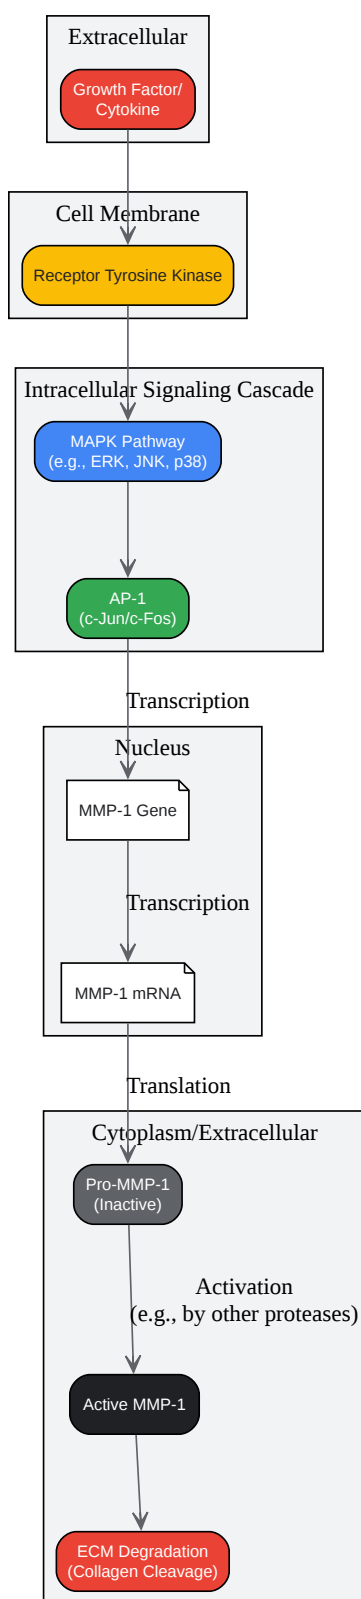 Extracellular
Growth Factor/
Cytokine
Cell Membrane
Receptor Tyrosine Kinase
Intracellular Signaling Cascade
MAPK Pathway
(e.g., ERK, JNK, p38)
AP-1
(c-Jun/c-Fos)
Transcription
Nucleus
MMP-1 Gene
Transcription
MMP-1 mRNA
Translation
Cytoplasm/Extracellular
Pro-MMP-1
(Inactive)
Activation
(e.g., by other proteases)
Active MMP-1
ECM Degradation
(Collagen Cleavage)